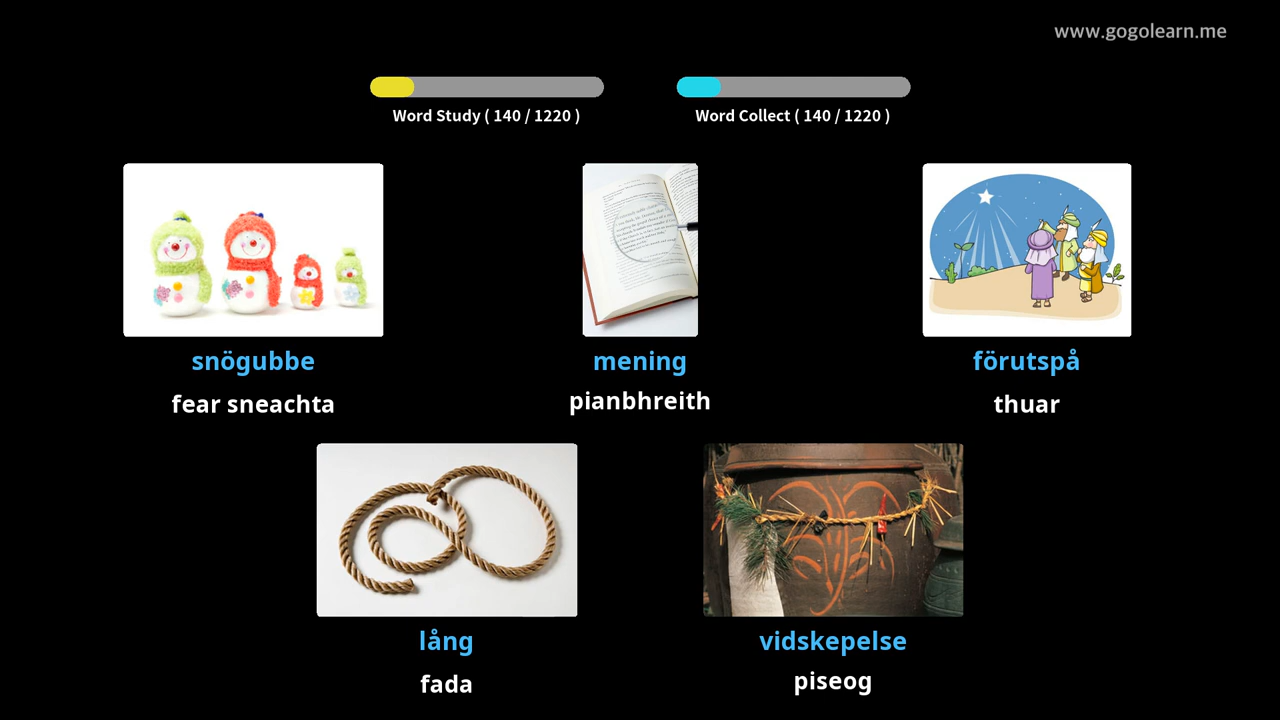 www.gogolearn.me
Word Study ( 140 / 1220 )
Word Collect ( 140 / 1220 )
snögubbe
mening
förutspå
fear sneachta
pianbhreith
thuar
lång
vidskepelse
fada
piseog